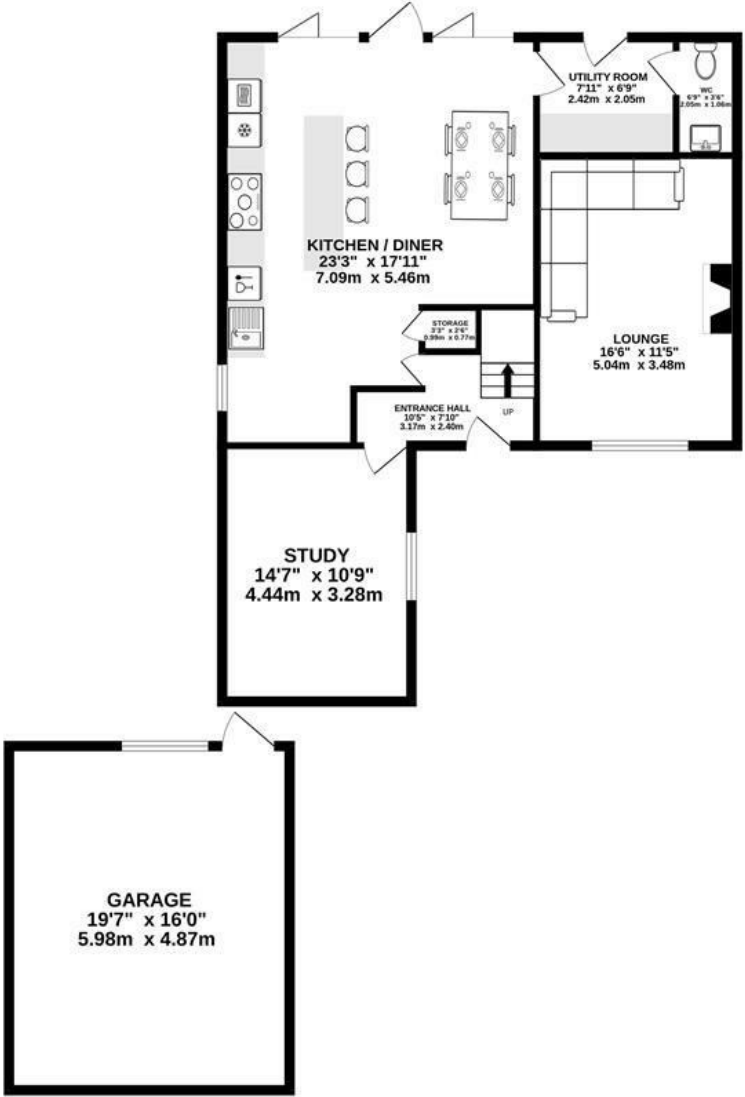 UTILITY ROOM
7'11" x 6'9"
2.42m x 2.05m
WC
6'9" x 3'6"
2.05m x 1.06m
KITCHEN / DINER
23'3" x 17'11"
7.09m x 5.46m
STORAGE
3'3" x 2'6"
0.99m x 0.77m
LOUNGE
16'6" x 11'5"
5.04m x 3.48m
ENTRANCE HALL
10'5" x 7'10"
3.17m x 2.40m
UP
STUDY
14'7" x 10'9"
4.44m x 3.28m
GARAGE
19'7" x 16'0"
5.98m x 4.87m